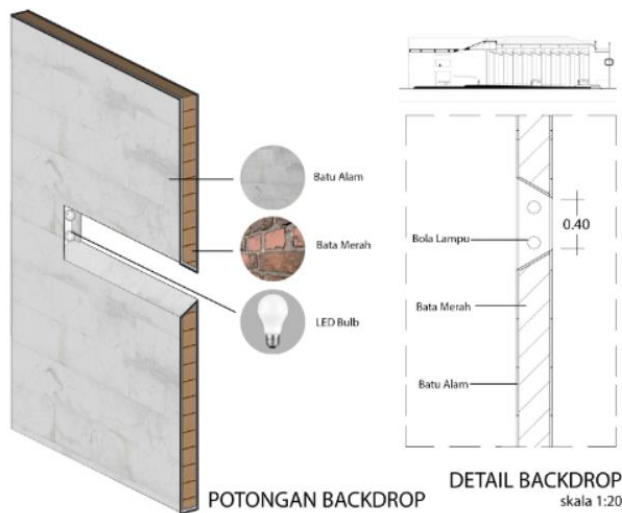 Batu Alam
Bata Merah
LED Bulb
POTONGAN BACKDROP
Bola Lampu
0.40
Bata Merah
Batu Alam
DETAIL BACKDROP
skala 1:20